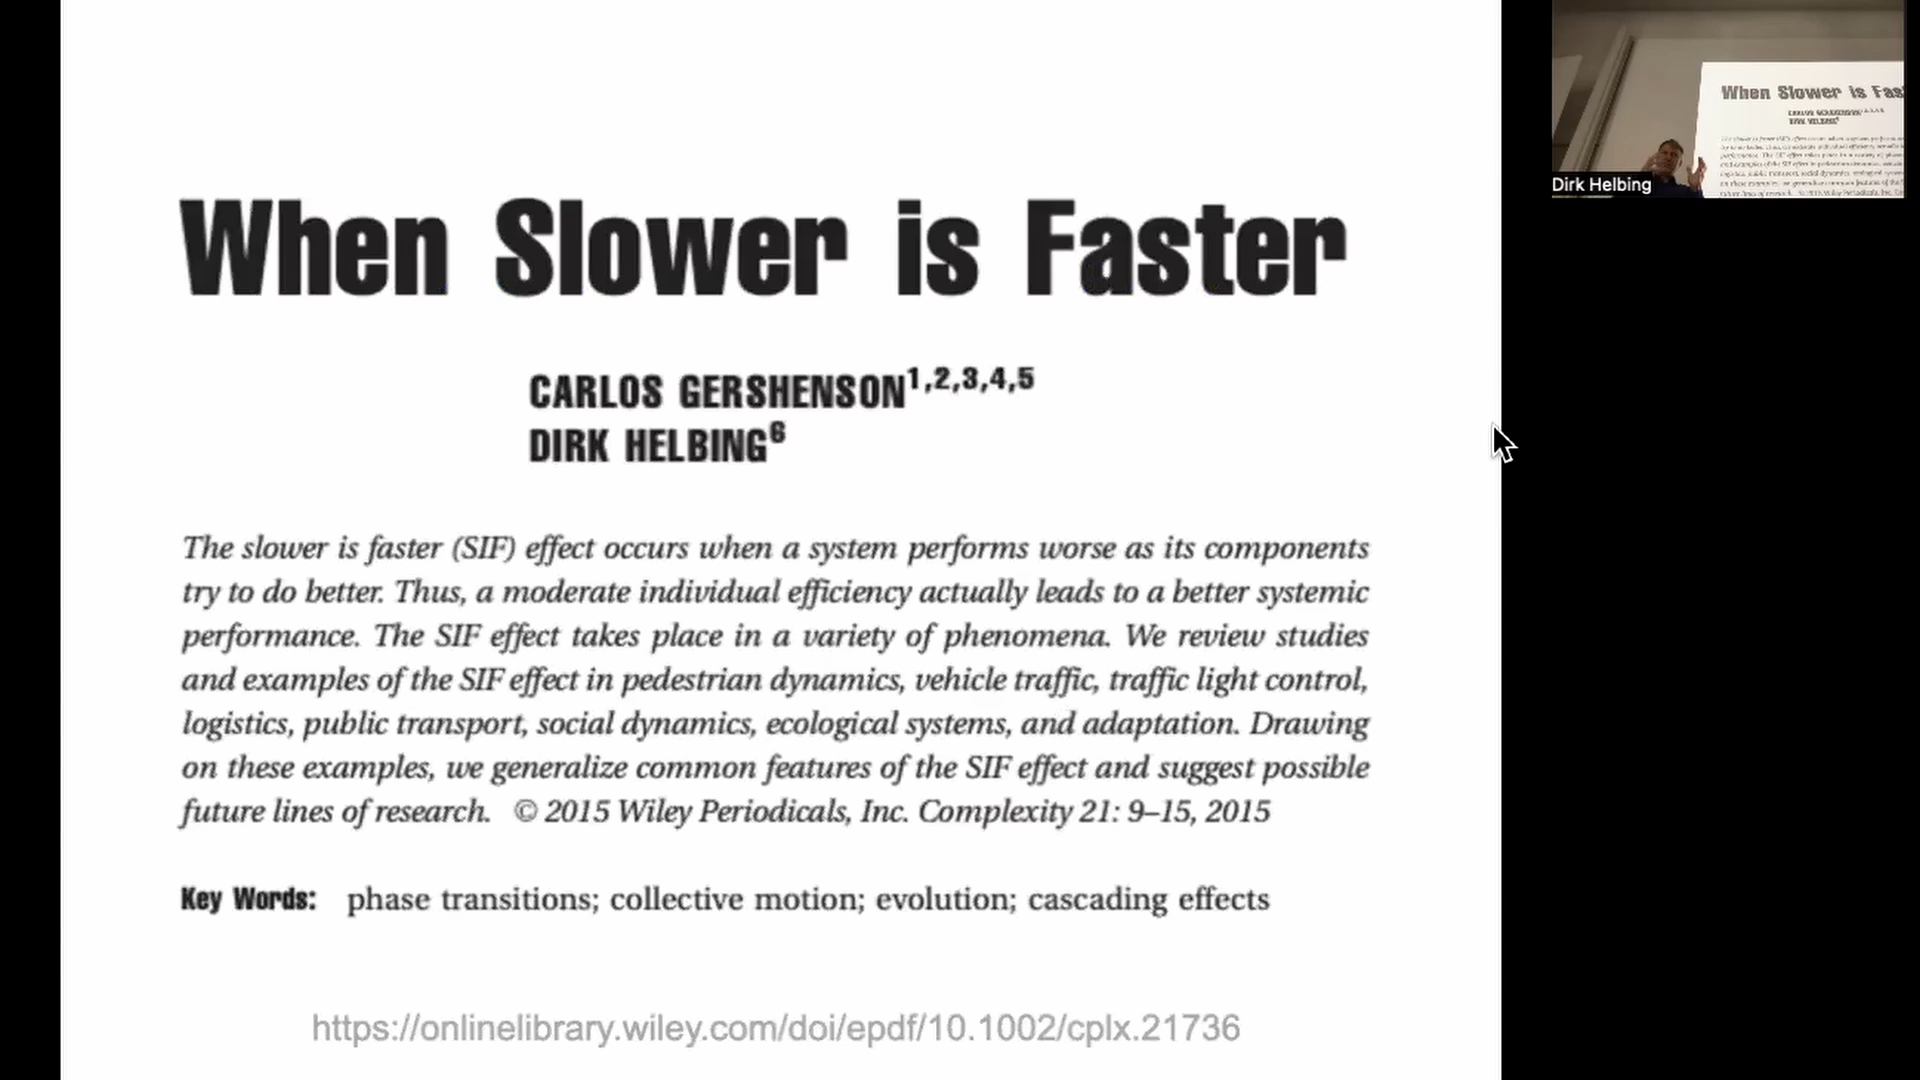 When Slower is Faster
CARLOS GERSHENSON1,2,3,4,5
DIRK HELBING6
The slower is faster (SIF) effect occurs when a system performs worse as its components
try to do better. Thus, a moderate individual efficiency actually leads to a better systemic
performance. The SIF effect takes place in a variety of phenomena. We review studies
and examples of the SIF effect in pedestrian dynamics, vehicle traffic, traffic light control,
logistics, public transport, social dynamics, ecological systems, and adaptation. Drawing
on these examples, we generalize common features of the SIF effect and suggest possible
future lines of research. © 2015 Wiley Periodicals, Inc. Complexity 21: 9–15, 2015
Key Words: phase transitions; collective motion; evolution; cascading effects
https://onlinelibrary.wiley.com/doi/epdf/10.1002/cplx.21736
When Slower is Fas
Dirk Helbing